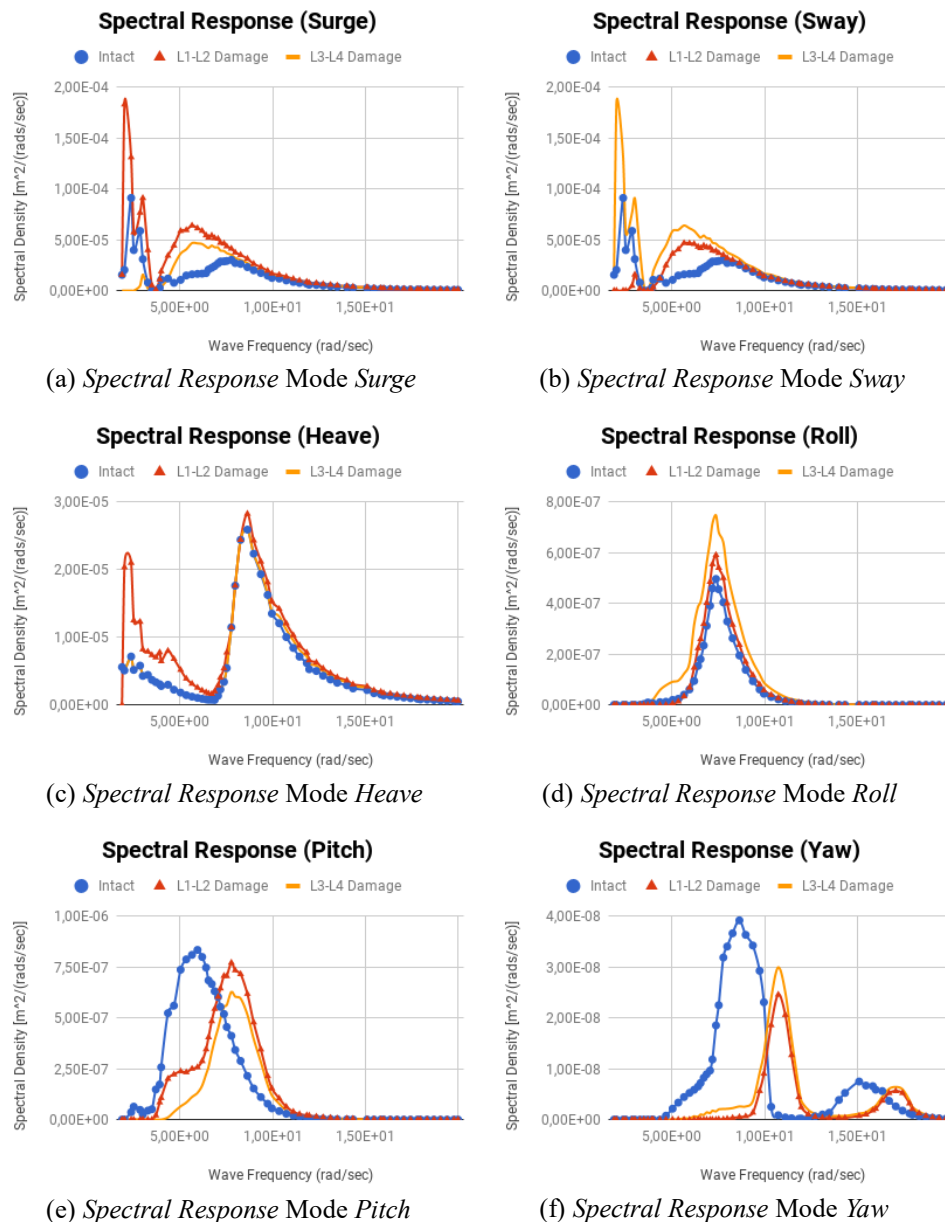 Spectral Response (Surge)
Intact L1-L2 Damage L3-L4 Damage
Spectral Density [m^2/(rads/sec)]
2,00E-04
1,50E-04
1,00E-04
5,00E-05
0,00E+00
5,00E+00 1,00E+01 1,50E+01
Wave Frequency (rad/sec)
(a) Spectral Response Mode Surge
Spectral Response (Sway)
Intact L1-L2 Damage L3-L4 Damage
Spectral Density [m^2/(rads/sec)]
2,00E-04
1,50E-04
1,00E-04
5,00E-05
0,00E+00
5,00E+00 1,00E+01 1,50E+01
Wave Frequency (rad/sec)
(b) Spectral Response Mode Sway
Spectral Response (Heave)
Intact L1-L2 Damage L3-L4 Damage
Spectral Density [m^2/(rads/sec)]
3,00E-05
2,00E-05
1,00E-05
0,00E+00
5,00E+00 1,00E+01 1,50E+01
Wave Frequency (rad/sec)
(c) Spectral Response Mode Heave
Spectral Response (Roll)
Intact L1-L2 Damage L3-L4 Damage
Spectral Density [m^2/(rads/sec)]
8,00E-07
6,00E-07
4,00E-07
2,00E-07
0,00E+00
5,00E+00 1,00E+01 1,50E+01
Wave Frequency (rad/sec)
(d) Spectral Response Mode Roll
Spectral Response (Pitch)
Intact L1-L2 Damage L3-L4 Damage
Spectral Density [m^2/(rads/sec)]
1,00E-06
7,50E-07
5,00E-07
2,50E-07
0,00E+00
5,00E+00 1,00E+01 1,50E+01
Wave Frequency (rad/sec)
(e) Spectral Response Mode Pitch
Spectral Response (Yaw)
Intact L1-L2 Damage L3-L4 Damage
Spectral Density [m^2/(rads/sec)]
4,00E-08
3,00E-08
2,00E-08
1,00E-08
0,00E+00
5,00E+00 1,00E+01 1,50E+01
Wave Frequency (rad/sec)
(f) Spectral Response Mode Yaw